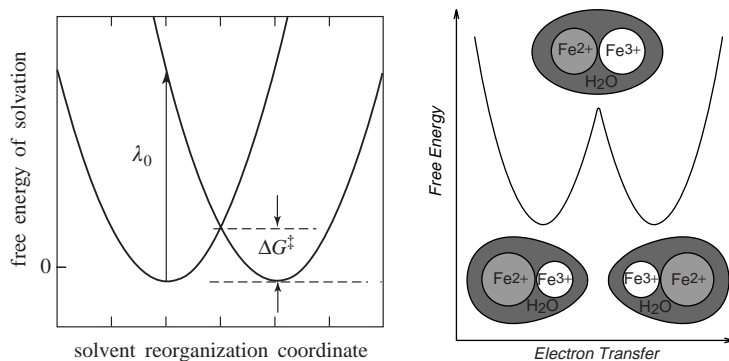 free energy of solvation
λ₀
ΔG‡
0
solvent reorganization coordinate
Free Energy
Fe2+ Fe3+
H₂O
Fe2+ Fe3+
H₂O
Fe3+ Fe2+
H₂O
Electron Transfer